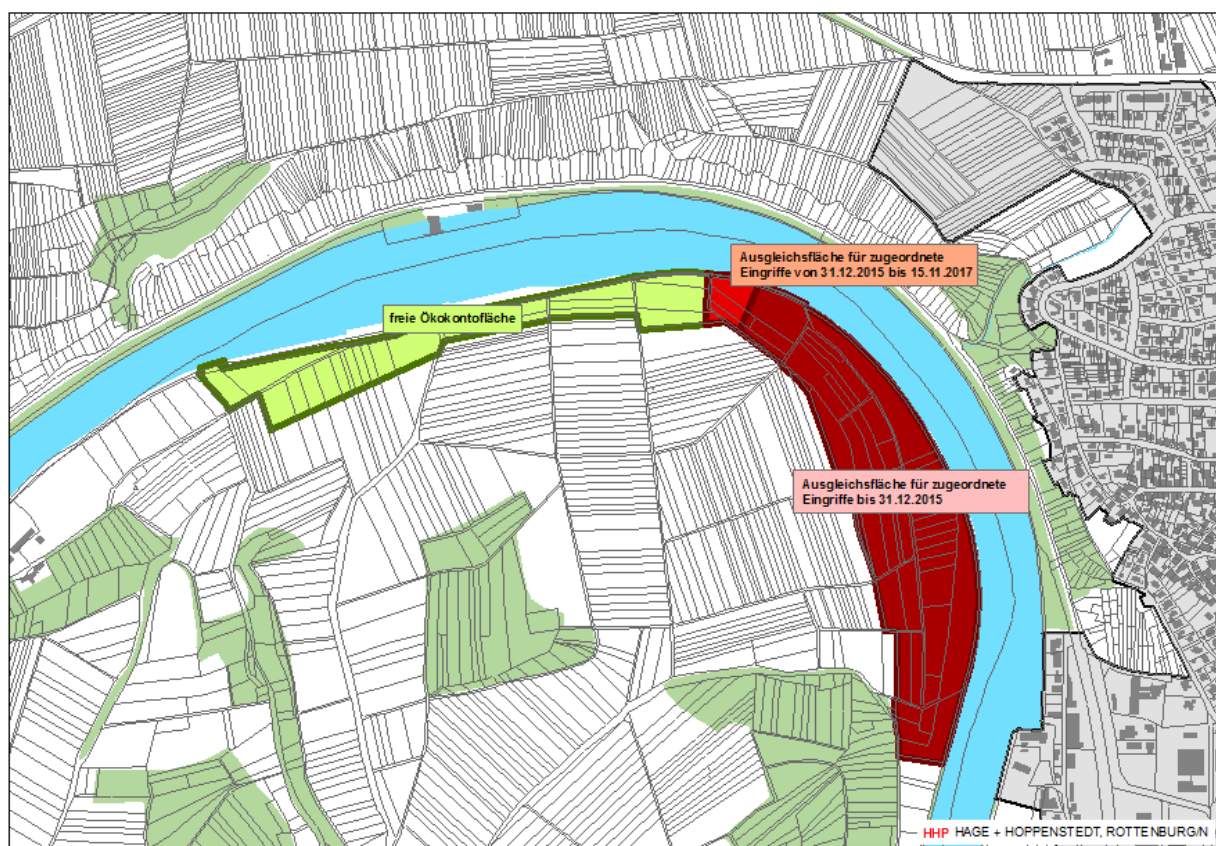 Ausgleichsfläche für zugeordnete
Eingriffe von 31.12.2015 bis 15.11.2017
freie Ökokontofläche
Ausgleichsfläche für zugeordnete
Eingriffe bis 31.12.2015
HHP HAGE + HOPPENSTEDT, ROTTENBURG/N